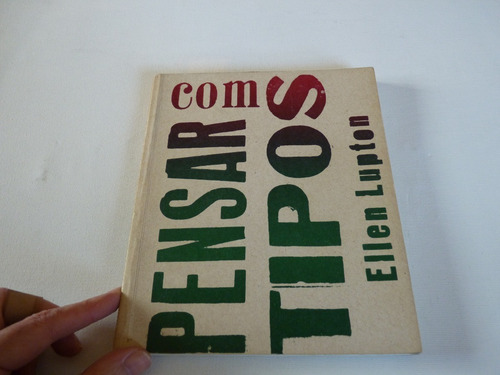 PENSAR
com
TIPOS
Ellen Lupton